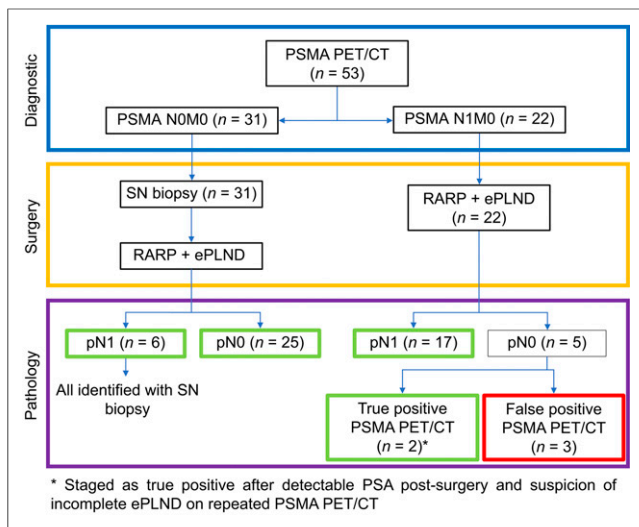 Diagnostic
PSMA PET/CT
(n = 53)
PSMA N0M0 (n = 31)
PSMA N1M0 (n = 22)
Surgery
SN biopsy (n = 31)
RARP + ePLND
RARP + ePLND
(n = 22)
Pathology
pN1 (n = 6)
pN0 (n = 25)
pN1 (n = 17)
pN0 (n = 5)
All identified with SN
biopsy
True positive
PSMA PET/CT
(n = 2)*
False positive
PSMA PET/CT
(n = 3)
* Staged as true positive after detectable PSA post-surgery and suspicion of
incomplete ePLND on repeated PSMA PET/CT